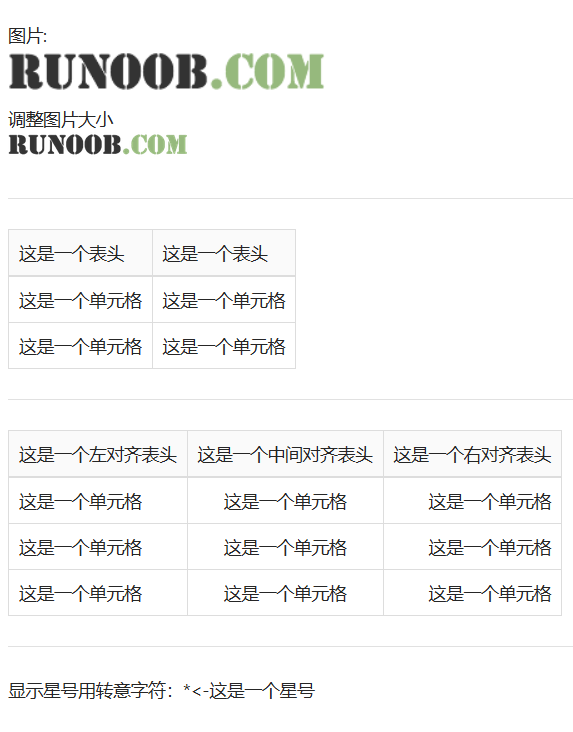 图片:
RUNOOB.COM
调整图片大小
RUNOOB.COM
这是一个表头 这是一个表头
这是一个单元格 这是一个单元格
这是一个单元格 这是一个单元格
这是一个左对齐表头 这是一个中间对齐表头 这是一个右对齐表头
这是一个单元格 这是一个单元格 这是一个单元格
这是一个单元格 这是一个单元格 这是一个单元格
这是一个单元格 这是一个单元格 这是一个单元格
显示星号用转意字符：*<-这是一个星号